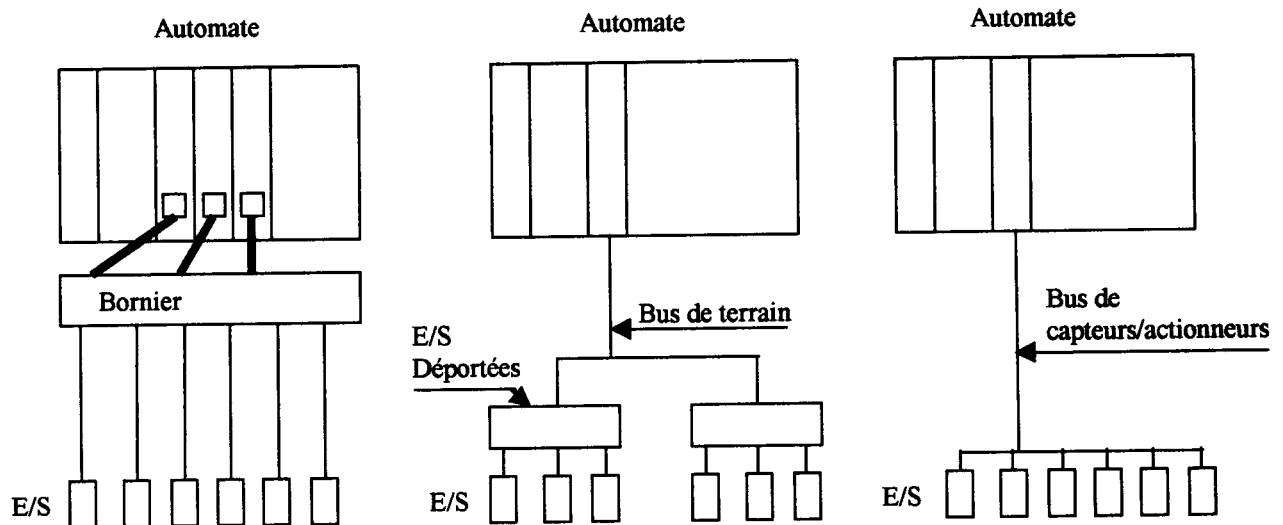 Automate
Bornier
E/S
Automate
Bus de terrain
E/S
Déportées
E/S
Automate
Bus de
capteurs/actionneurs
E/S